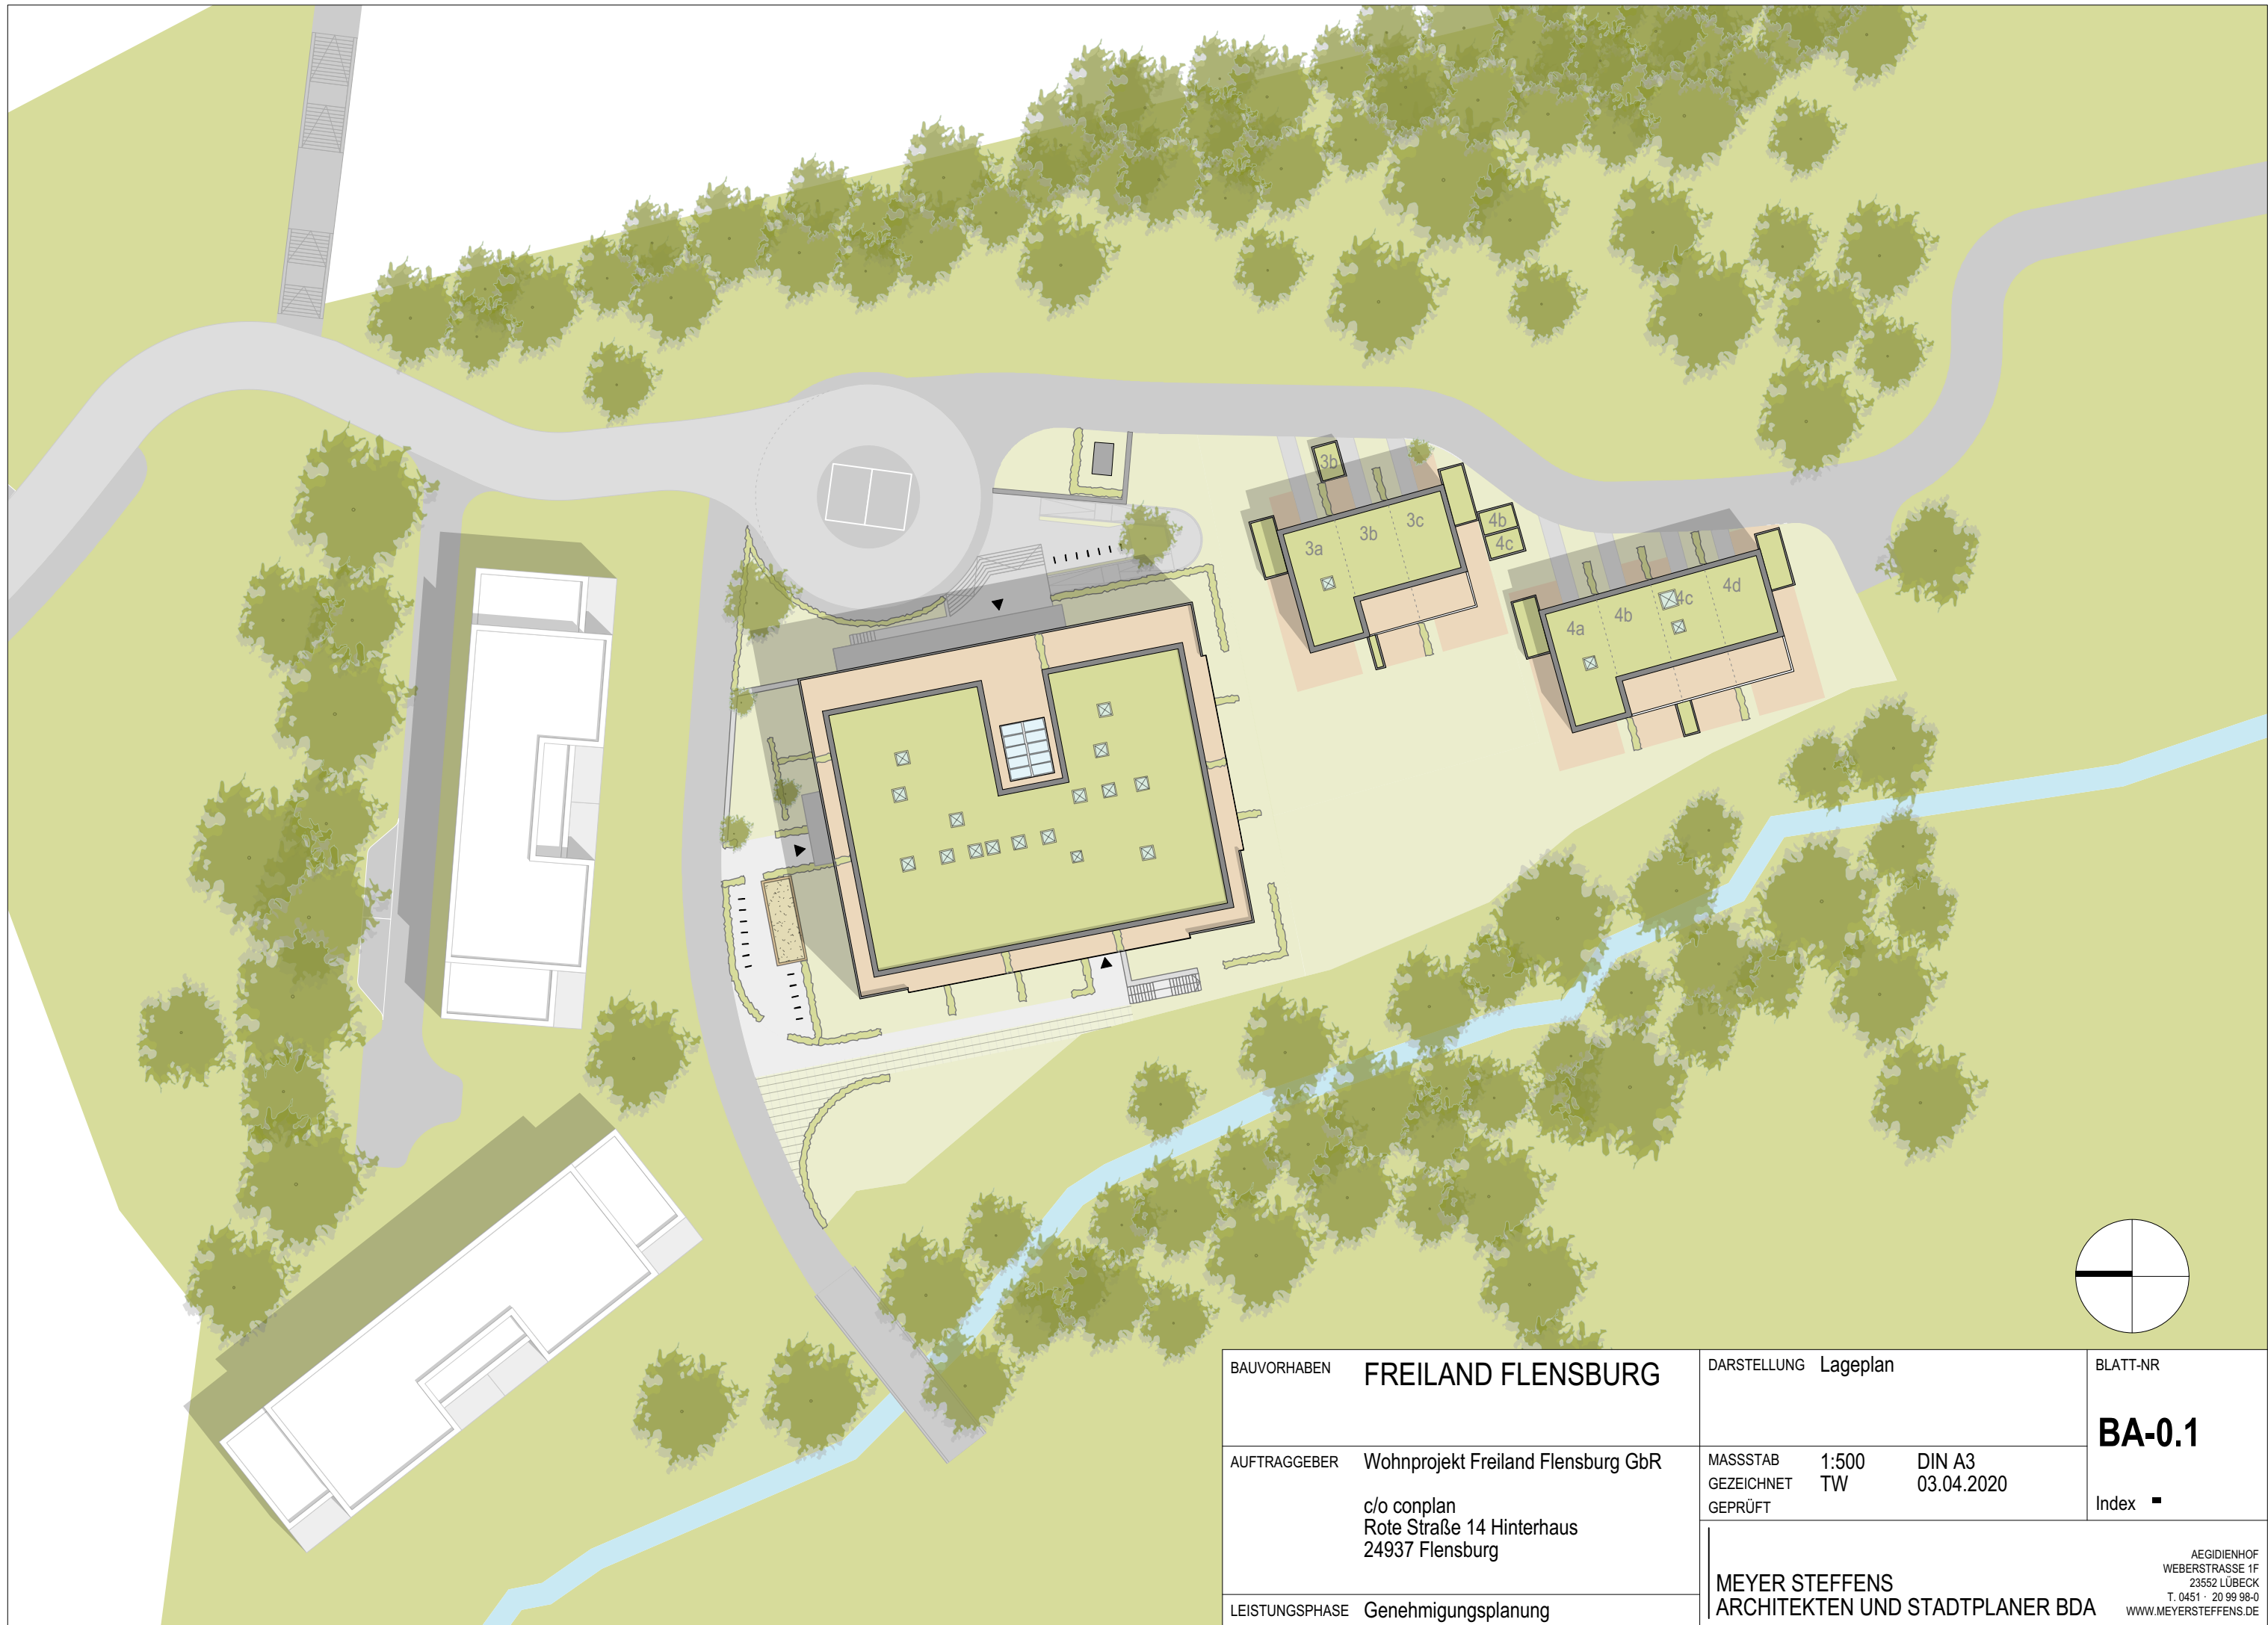 3b
3a
3b
3c
4b
4c
4a
4b
4c
4d
BAUVORHABEN FREILAND FLENSBURG
AUFTRAGGEBER Wohnprojekt Freiland Flensburg GbR
c/o conplan
Rote Straße 14 Hinterhaus
24937 Flensburg
LEISTUNGSPHASE Genehmigungsplanung
DARSTELLUNG Lageplan
MASSSTAB 1:500 DIN A3
GEZEICHNET TW 03.04.2020
GEPRÜFT
BLATT-NR
BA-0.1
Index -
MEYER STEFFENS
ARCHITEKTEN UND STADTPLANER BDA
AEGIDIENHOF
WEBERSTRASSE 1F
23552 LÜBECK
T. 0451 · 20 99 98-0
WWW.MEYERSTEFFENS.DE